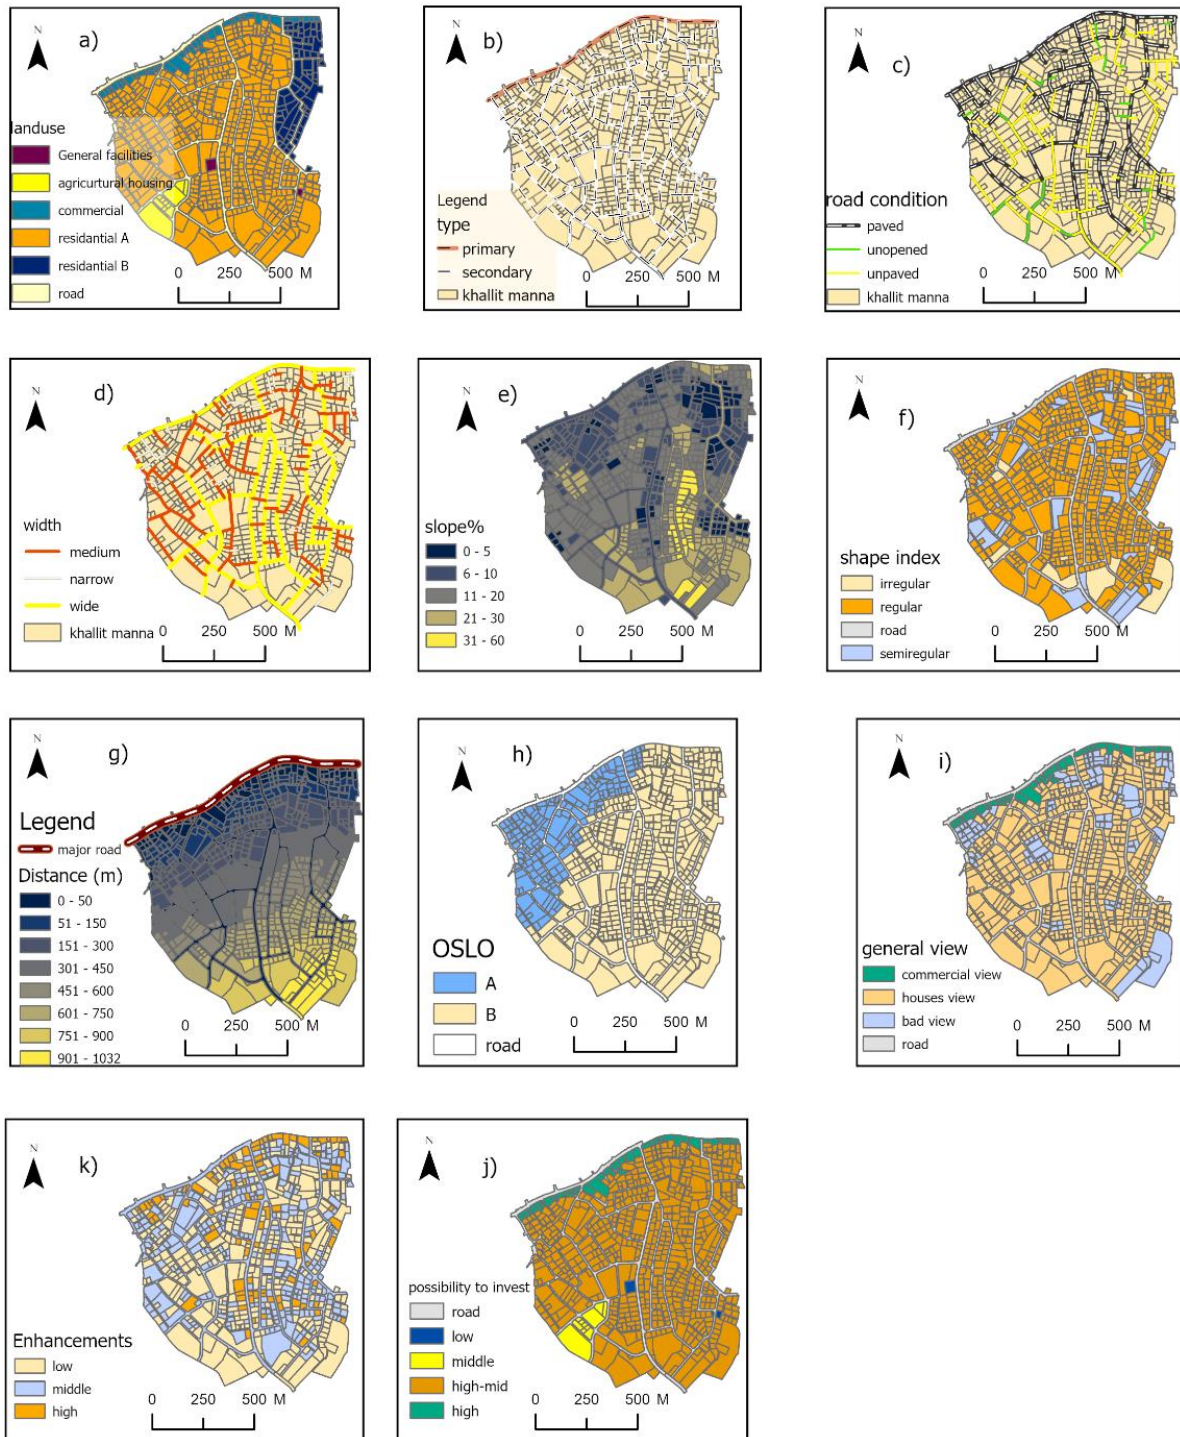 N
a)
landuse
General facilities
agricurtural housing
commercial
residantial A
residantial B
road
0 250 500 M
N
b)
Legend
type
primary
secondary
khallit manna
0 250 500 M
N
c)
road condition
paved
unopened
unpaved
khallit manna
0 250 500 M
N
d)
width
medium
narrow
wide
khallit manna
0 250 500 M
N
e)
slope%
0 - 5
6 - 10
11 - 20
21 - 30
31 - 60
0 250 500 M
N
f)
shape index
irregular
regular
road
semiregular
0 250 500 M
N
g)
Legend
major road
Distance (m)
0 - 50
51 - 150
151 - 300
301 - 450
451 - 600
601 - 750
751 - 900
901 - 1032
0 250 500 M
N
h)
OSLO
A
B
road
0 250 500 M
N
i)
general view
commercial view
houses view
bad view
road
0 250 500 M
N
k)
Enhancements
low
middle
high
0 250 500 M
N
j)
possibility to invest
road
low
middle
high-mid
high
0 250 500 M